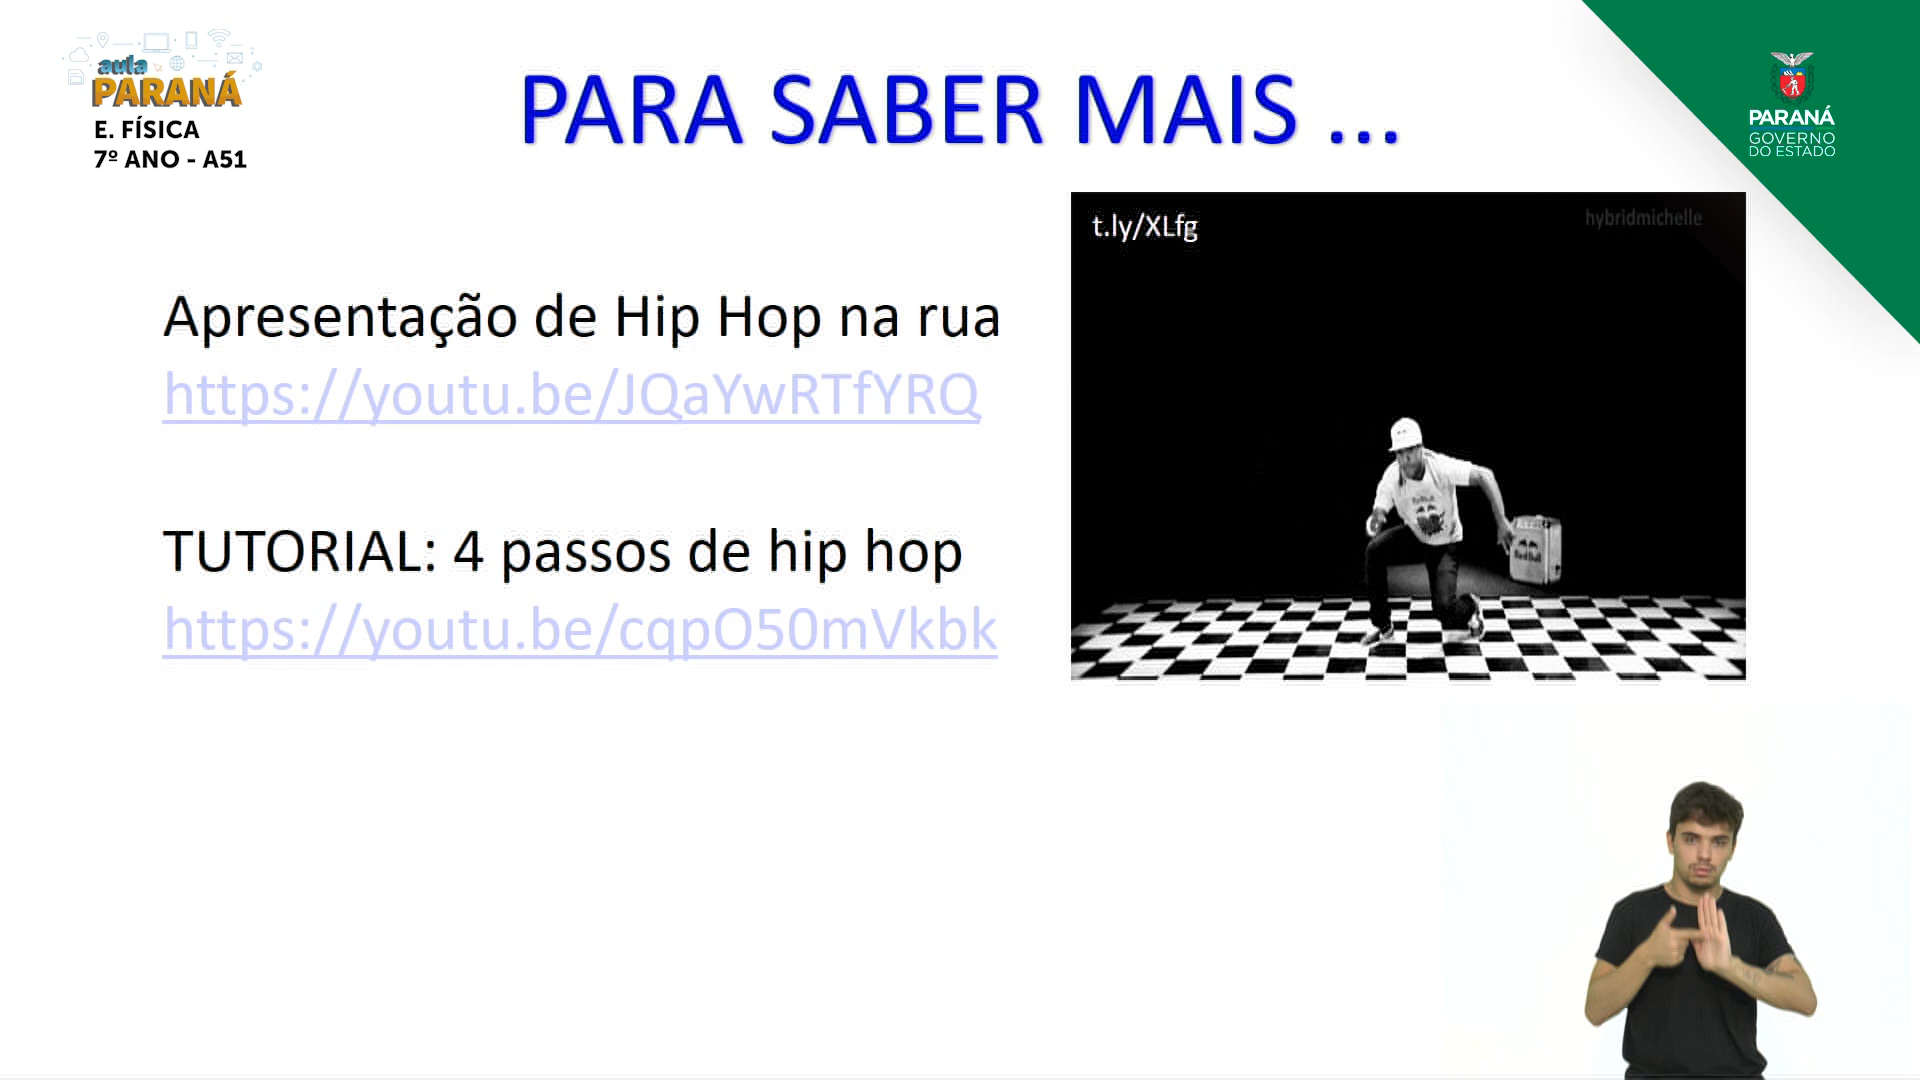 aula
PARANÁ
E. FÍSICA
7º ANO - A51
PARA SABER MAIS ...
PARANÁ
GOVERNO
DO ESTADO
t.ly/XLfg
hybridmichelle
Apresentação de Hip Hop na rua
https://youtu.be/JQaYwRTfYRQ
TUTORIAL: 4 passos de hip hop
https://youtu.be/cqpO50mVkbk
RedBull